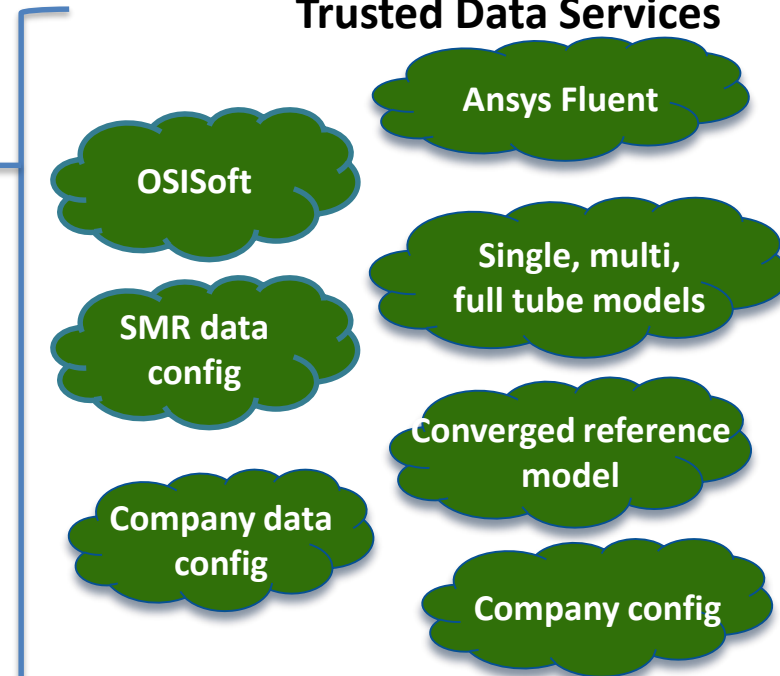 Trusted Data Services
Ansys Fluent
OSISoft
Single, multi,
full tube models
SMR data
config
Converged reference
model
Company data
config
Company config